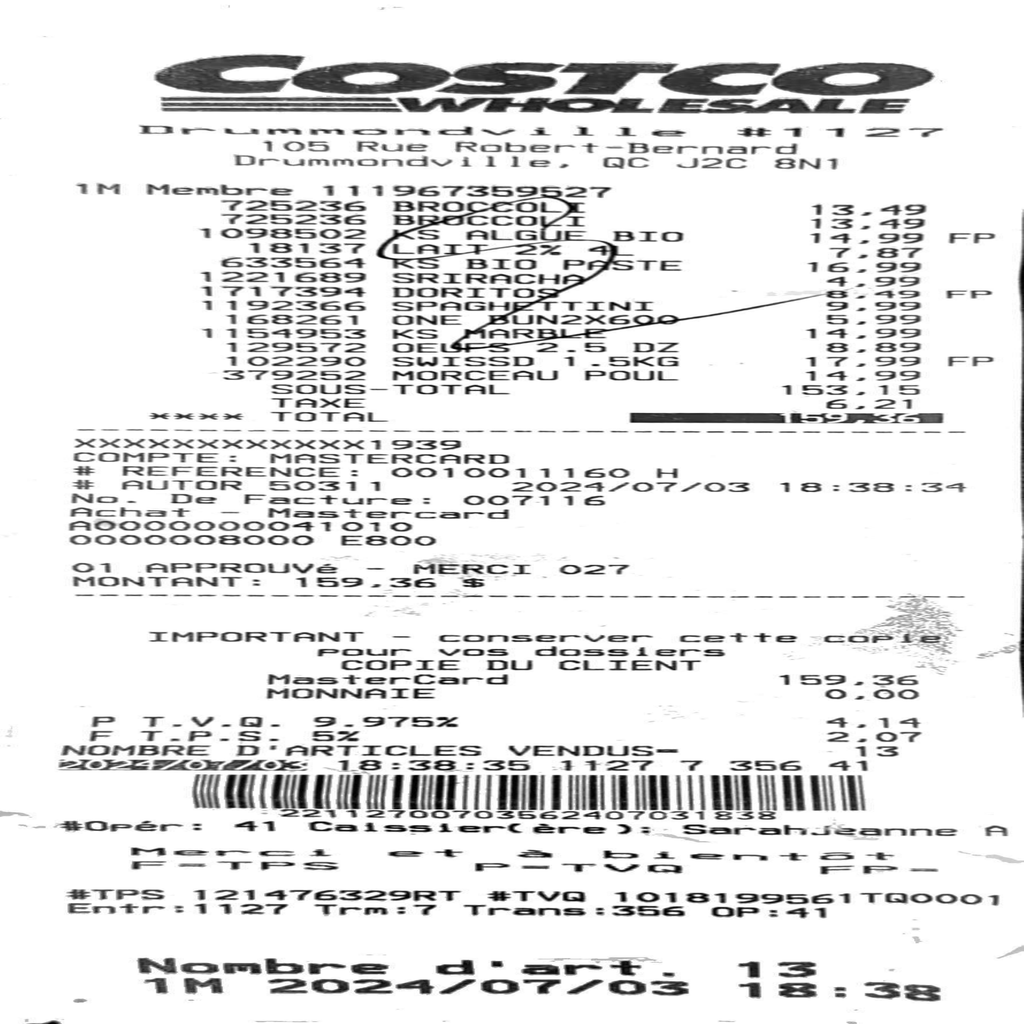 COSTCO
WHOLESALE
Drummondville #1127
105 Rue Robert-Bernard
Drummondville, QC J2C 8N1
1M Membre 111967359527
725236 BROCCOLI 13,49
725236 BROCCOLI 13,49
1098502 KS ALGUE BIO 14,99 FP
18137 LAIT 2% 4L 7,87
633564 KS BIO PASTE 16,99
1221689 SRIRACHA 4,99
1717394 DORITOS 8,49 FP
1192366 SPAGHETTINI 9,99
1168261 ONE BUN2X600 5,99
1154953 KS MARBLE 14,99
129572 OEUFS 2.5 DZ 8,89
102290 SWISSD 1.5KG 17,99 FP
379252 MORCEAU POUL 14,99
SOUS-TOTAL 153,15
TAXE 6,21
**** TOTAL 159,36
XXXXXXXXXXXX1939
COMPTE: MASTERCARD
# REFERENCE: 0010011160 H
# AUTOR 50311 2024/07/03 18:38:34
No. De Facture: 007116
Achat - Mastercard
A0000000041010
0000008000 E800
01 APPROUVé - MERCI 027
MONTANT: 159,36 $
IMPORTANT - conserver cette copie
pour vos dossiers
COPIE DU CLIENT
MasterCard 159,36
MONNAIE 0,00
P T.V.Q. 9.975% 4,14
F T.P.S. 5% 2,07
NOMBRE D'ARTICLES VENDUS= 13
2024/07/03 18:38:35 1127 7 356 41
22112700703562407031838
#Opér: 41 Caissier(ère): SarahJeanne A
Merci et à bientôt
F-TPS P-TVQ FP-
#TPS 121476329RT #TVQ 1018199561TQ0001
Entr:1127 Trm:7 Trans:356 OP:41
Nombre d'art. 13
1M 2024/07/03 18:38